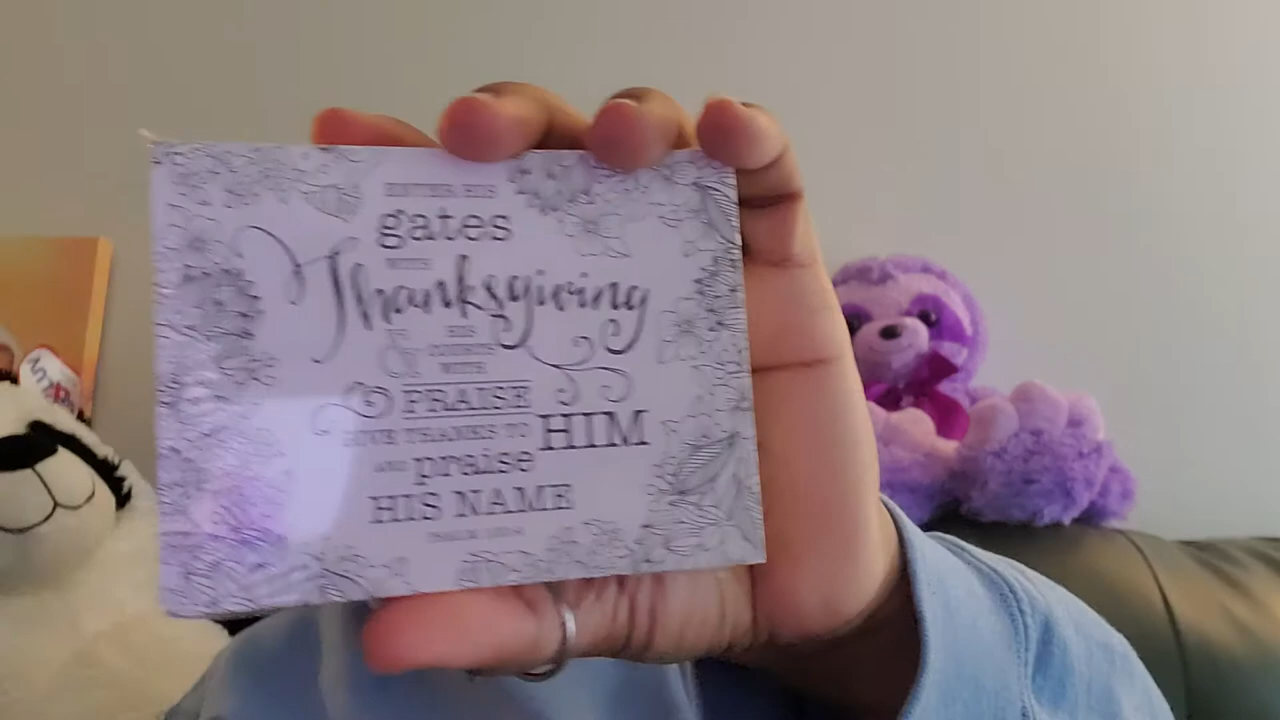 ENTER HIS
gates
WITH
Thanksgiving
& HIS
COURTS
WITH
PRAISE
GIVE THANKS TO HIM
AND praise
HIS NAME